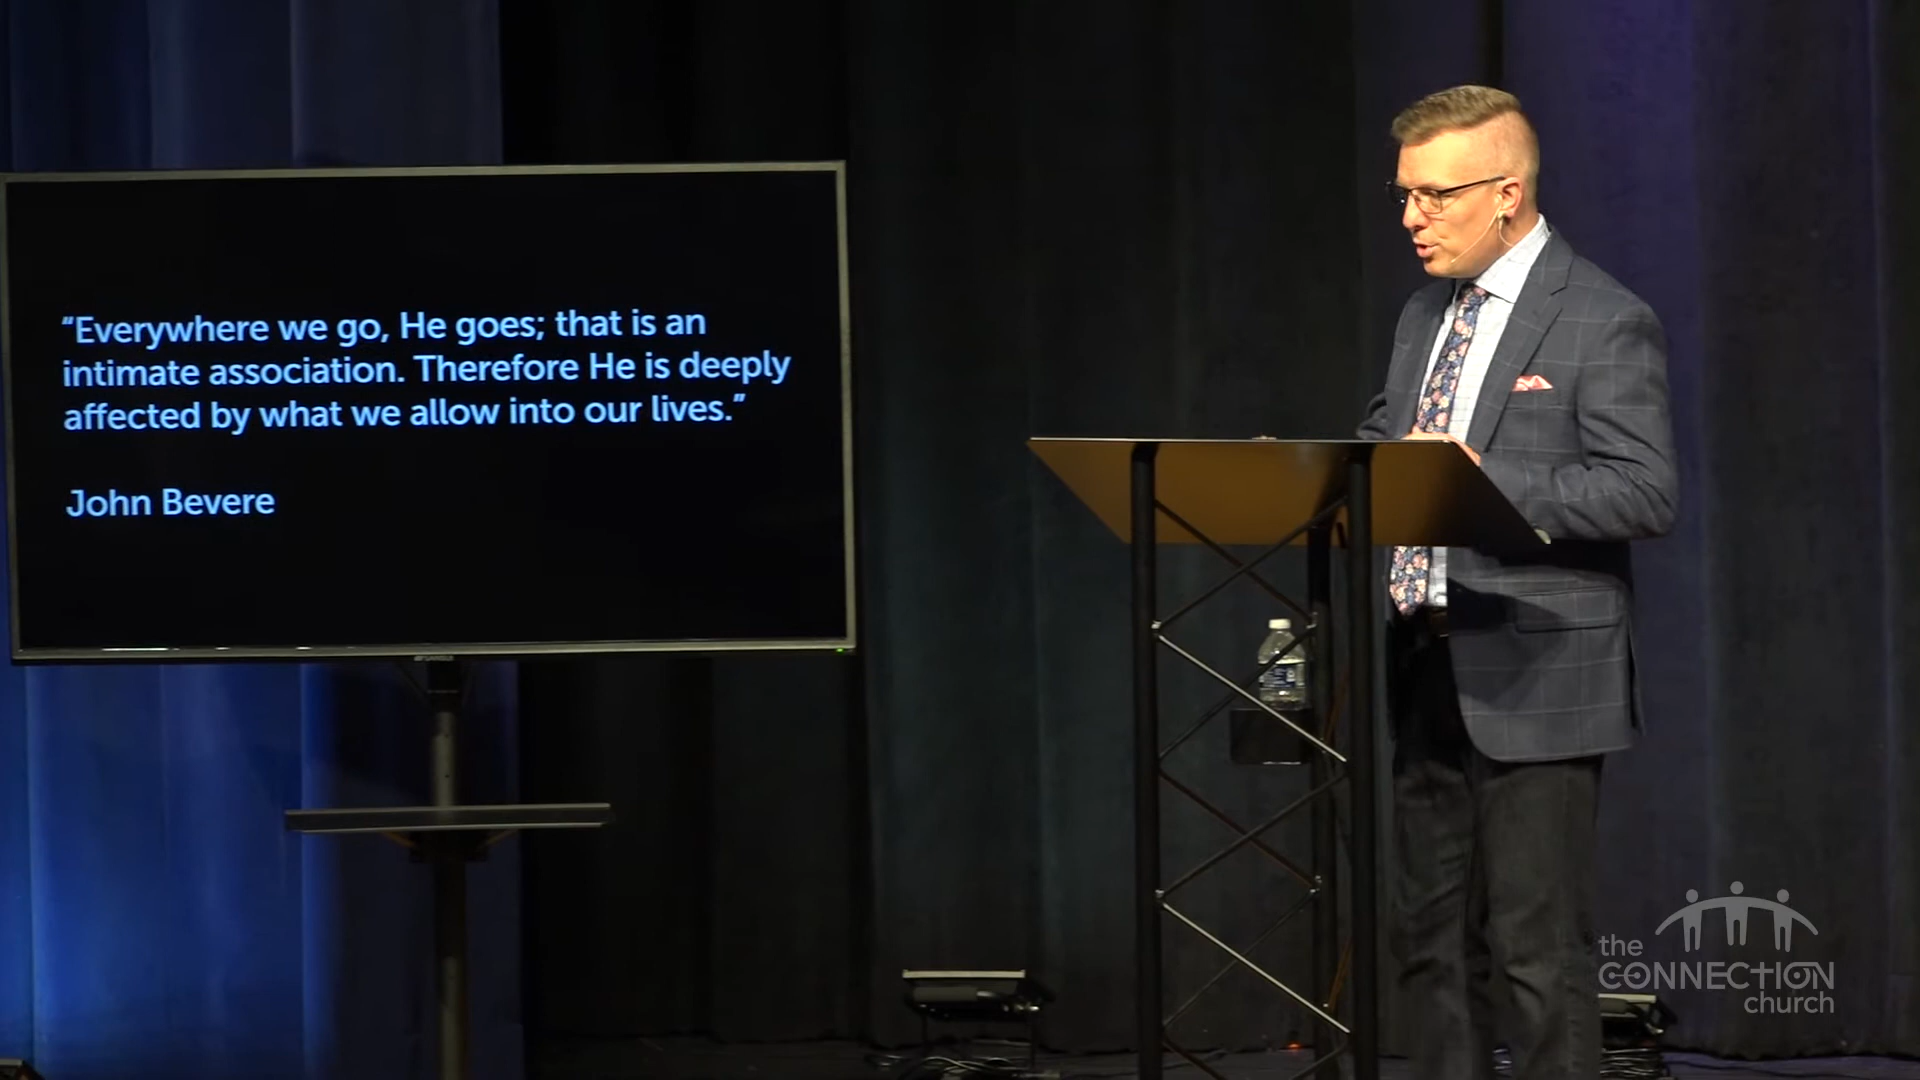 “Everywhere we go, He goes; that is an
intimate association. Therefore He is deeply
affected by what we allow into our lives.”
John Bevere
the
CONNECTION
church